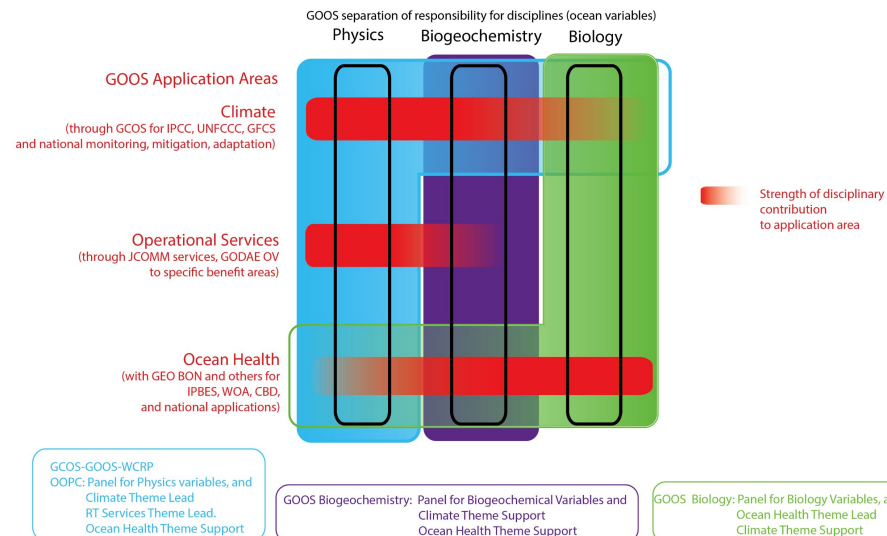 GOOS separation of responsibility for disciplines (ocean variables)
Physics Biogeochemistry Biology
GOOS Application Areas
Climate
(through GCOS for IPCC, UNFCCC, GFCS
and national monitoring, mitigation, adaptation)
Strength of disciplinary
contribution
to application area
Operational Services
(through JCOMM services, GODAE OV
to specific benefit areas)
Ocean Health
(with GEO BON and others for
IPBES, WOA, CBD,
and national applications)
GCOS-GOOS-WCRP
OOPC: Panel for Physics variables, and
Climate Theme Lead
RT Services Theme Lead.
Ocean Health Theme Support
GOOS Biogeochemistry: Panel for Biogeochemical Variables and
Climate Theme Support
Ocean Health Theme Support
GOOS Biology: Panel for Biology Variables,
Ocean Health Theme Lead
Climate Theme Support